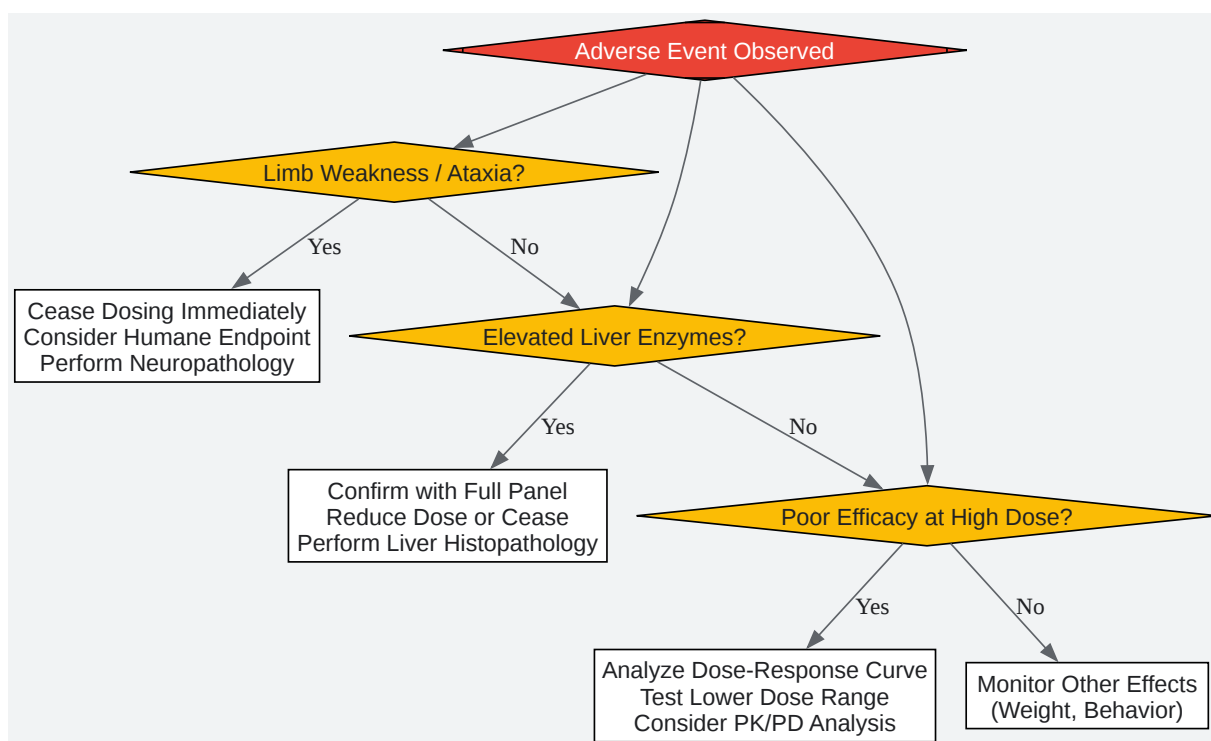 Adverse Event Observed
Limb Weakness / Ataxia?
Yes
No
Cease Dosing Immediately
Consider Humane Endpoint
Perform Neuropathology
Elevated Liver Enzymes?
Yes
No
Confirm with Full Panel
Reduce Dose or Cease
Perform Liver Histopathology
Poor Efficacy at High Dose?
Yes
No
Analyze Dose-Response Curve
Test Lower Dose Range
Consider PK/PD Analysis
Monitor Other Effects
(Weight, Behavior)